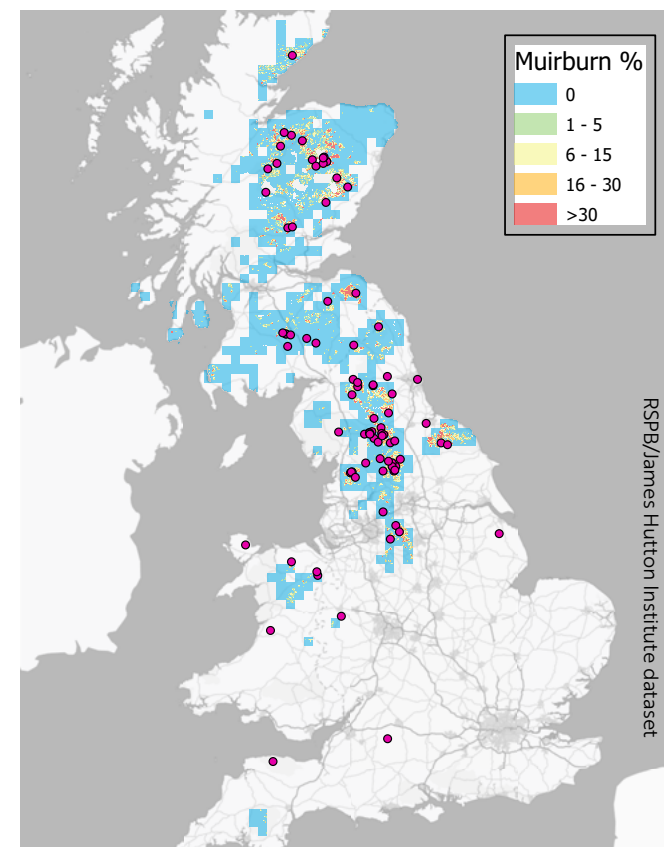 Muirburn %
0
1 - 5
6 - 15
16 - 30
>30
RSPB/James Hutton Institute dataset